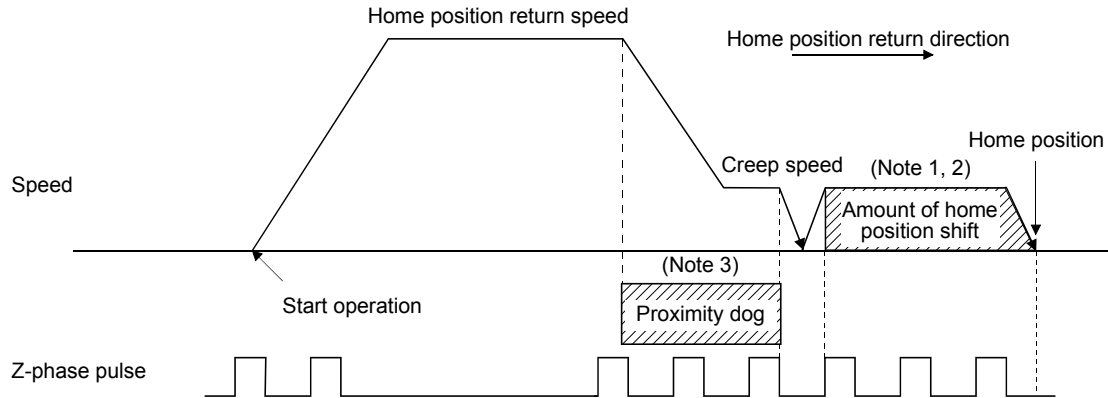 Home position return speed
Home position return direction
Home position
Creep speed
(Note 1, 2)
Speed
Amount of home
position shift
(Note 3)
Start operation
Proximity dog
Z-phase pulse